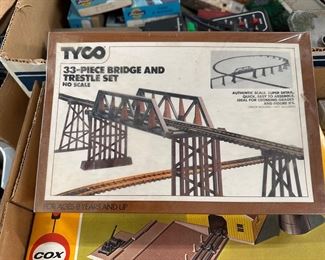 TYCO
33-PIECE BRIDGE AND
TRESTLE SET
HO SCALE
AUTHENTIC SCALE, SUPER DETAIL,
QUICK, EASY TO ASSEMBLE.
IDEAL FOR CROSSING GRADES
AND FIGURE 8'S.
FOR AGES 8 YEARS AND UP
COX